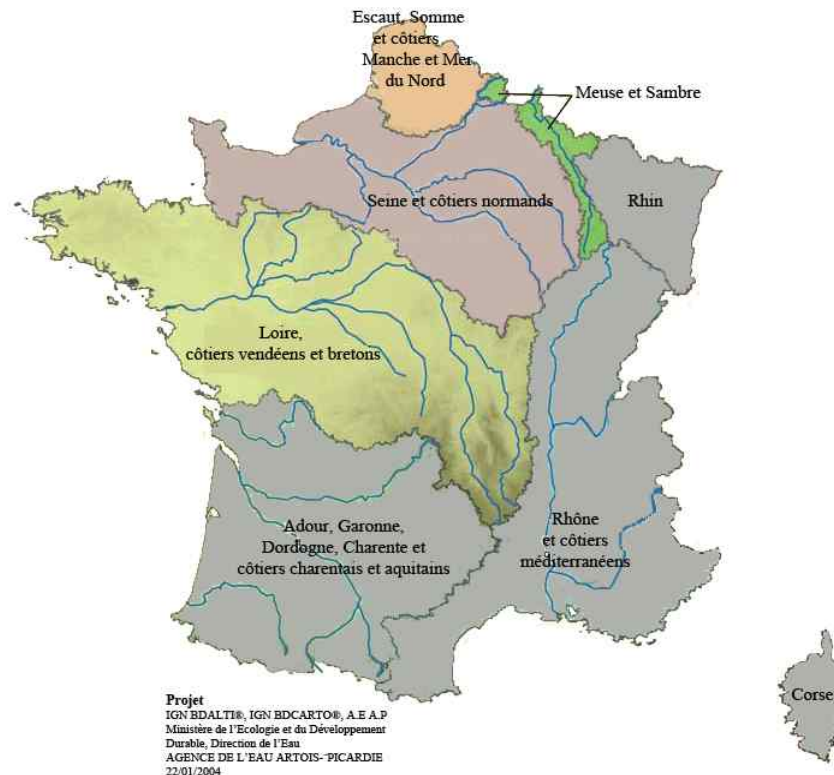 Escaut, Somme
et côtiers
Manche et Mer
du Nord
Meuse et Sambre
Seine et côtiers normands
Rhin
Loire,
côtiers vendéens et bretons
Rhône
et côtiers
méditerranéens
Adour, Garonne,
Dordogne, Charente et
côtiers charentais et aquitains
Corse
Projet
IGN BDALTI®, IGN BDCARTO®, A.E A.P
Ministère de l'Ecologie et du Développement
Durable, Direction de l'Eau
AGENCE DE L'EAU ARTOIS-PICARDIE
22/01/2004